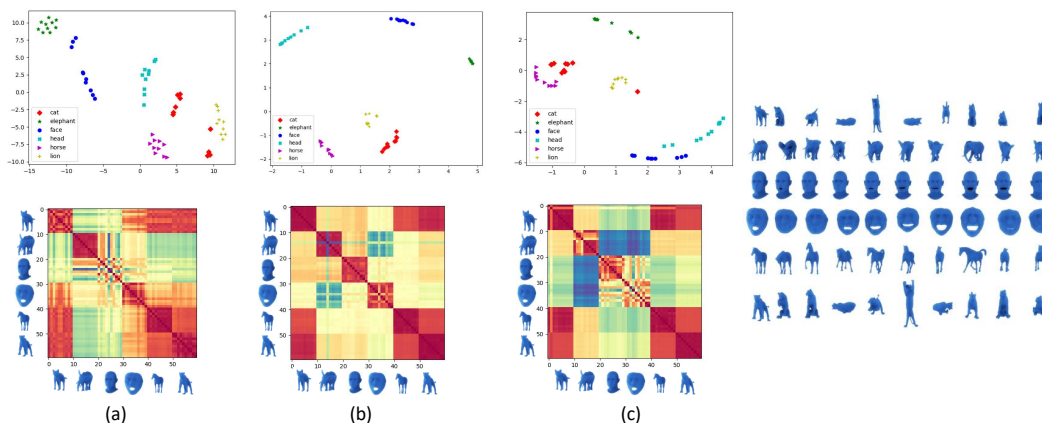 10.0
7.5
5.0
2.5
0.0
−2.5
−5.0
−7.5
−10.0
cat
elephant
face
head
horse
lion
−15 −10 −5 0 5 10
4
3
2
1
0
−1
−2
cat
elephant
face
head
horse
lion
−2 −1 0 1 2 3 4 5
2
0
−2
−4
−6
cat
elephant
face
head
horse
lion
−1 0 1 2 3 4
0
10
20
30
40
50
0 10 20 30 40 50
0
10
20
30
40
50
0 10 20 30 40 50
0
10
20
30
40
50
0 10 20 30 40 50
(a)
(b)
(c)